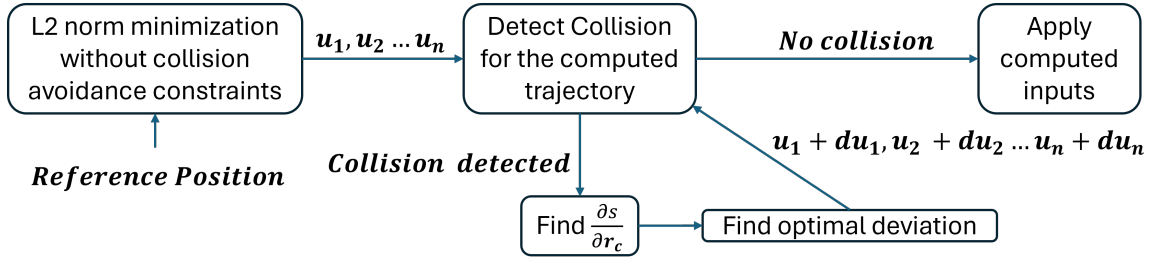 L2 norm minimization
without collision
avoidance constraints
u₁, u₂ … uₙ
Detect Collision
for the computed
trajectory
No collision
Apply
computed
inputs
Reference Position
Collision detected
u₁ + du₁, u₂ + du₂ … uₙ + duₙ
Find ∂s/∂r_c
Find optimal deviation